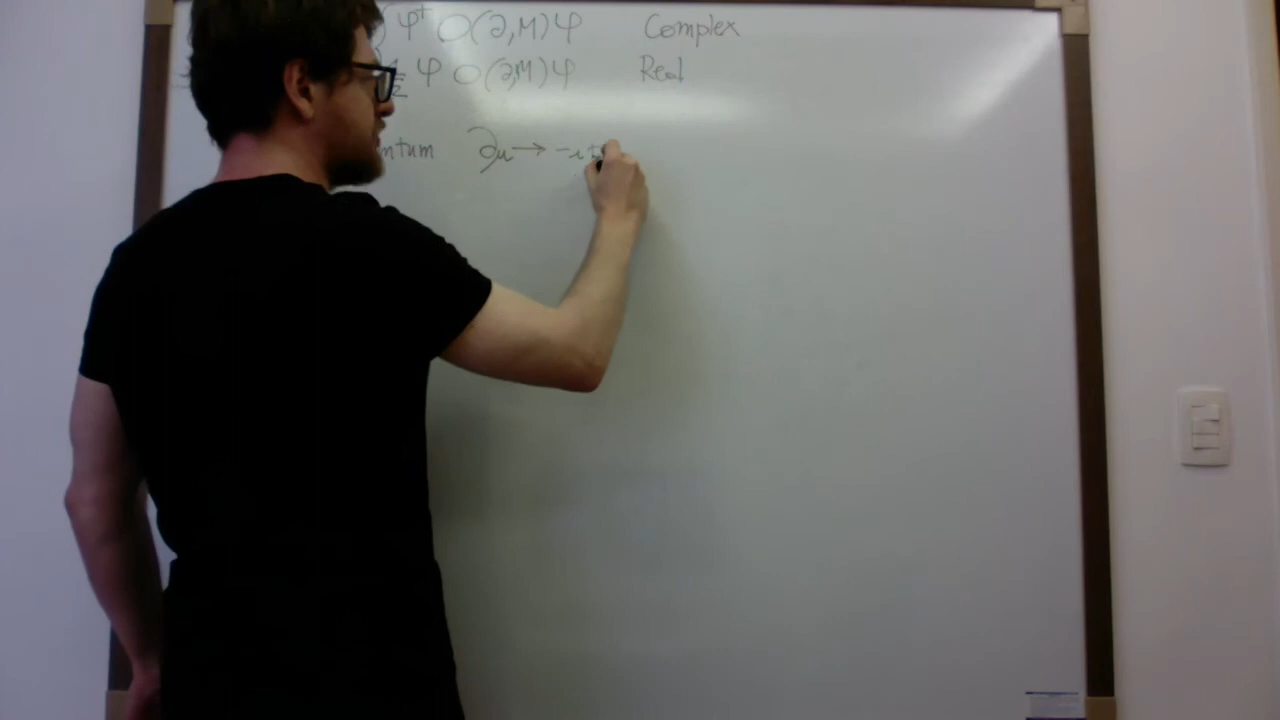 φ† O(∂,M)φ Complex
½ φ O(∂,M)φ Real
ntum ∂μ → -i